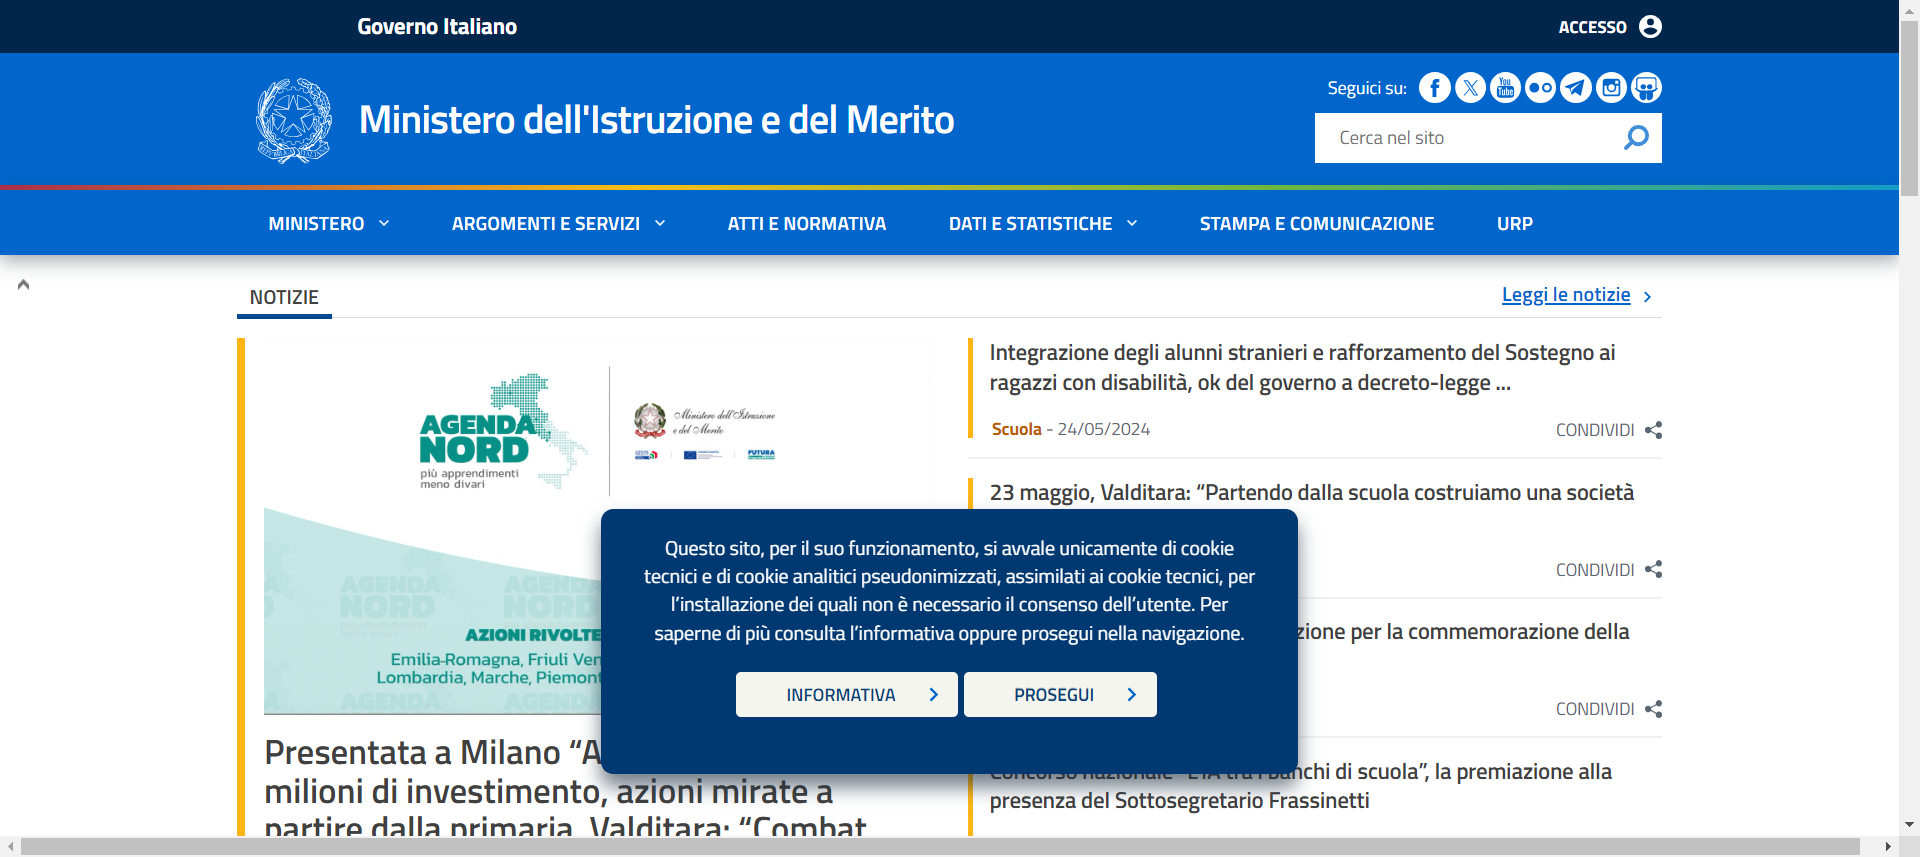 Governo Italiano
ACCESSO
Ministero dell'Istruzione e del Merito
Seguici su:
Cerca nel sito
MINISTERO
ARGOMENTI E SERVIZI
ATTI E NORMATIVA
DATI E STATISTICHE
STAMPA E COMUNICAZIONE
URP
NOTIZIE
Leggi le notizie
AGENDA
NORD
più apprendimenti
meno divari
Ministero dell'Istruzione
e del Merito
FUTURA
AGENDA
NORD
AZIONI RIVOLTE
Emilia-Romagna, Friuli Ven
Lombardia, Marche, Piemont
Presentata a Milano “A
milioni di investimento, azioni mirate a
partire dalla primaria. Valditara: “Combat
Integrazione degli alunni stranieri e rafforzamento del Sostegno ai
ragazzi con disabilità, ok del governo a decreto-legge ...
Scuola - 24/05/2024
CONDIVIDI
23 maggio, Valditara: “Partendo dalla scuola costruiamo una società
CONDIVIDI
zione per la commemorazione della
CONDIVIDI
Concorso nazionale “L'IA tra i banchi di scuola”, la premiazione alla
presenza del Sottosegretario Frassinetti
Questo sito, per il suo funzionamento, si avvale unicamente di cookie
tecnici e di cookie analitici pseudonimizzati, assimilati ai cookie tecnici, per
l’installazione dei quali non è necessario il consenso dell’utente. Per
saperne di più consulta l’informativa oppure prosegui nella navigazione.
INFORMATIVA
PROSEGUI